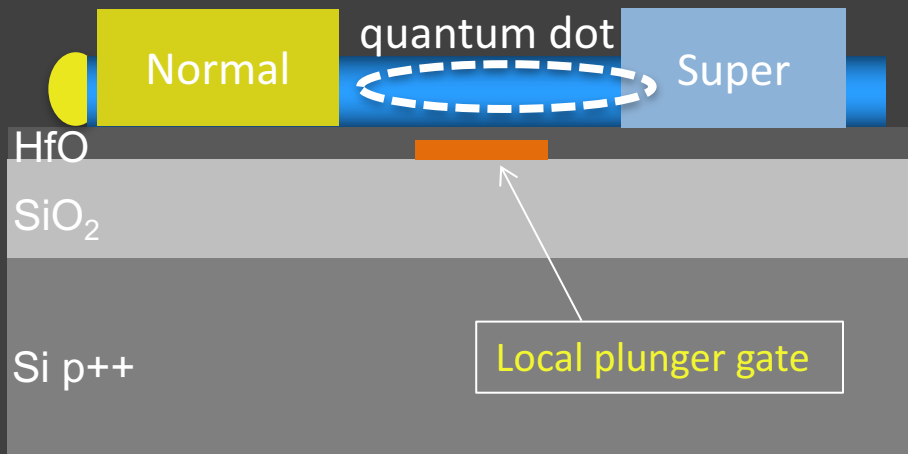 quantum dot
Normal
Super
HfO
SiO₂
Local plunger gate
Si p++